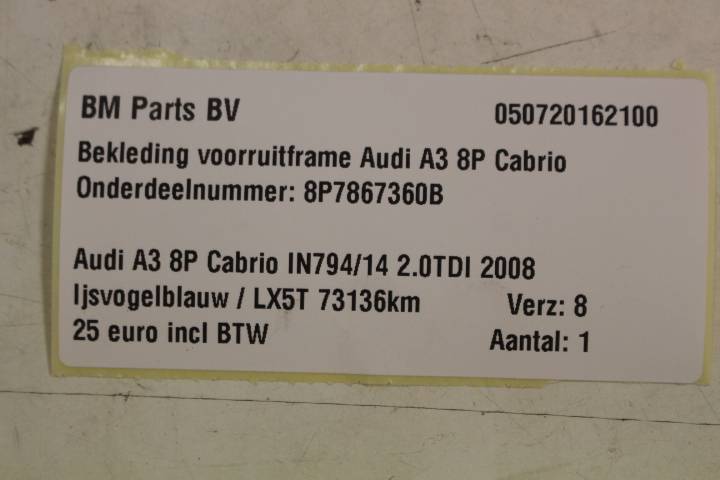 BM Parts BV 050720162100
Bekleding voorruitframe Audi A3 8P Cabrio
Onderdeelnummer: 8P7867360B
Audi A3 8P Cabrio IN794/14 2.0TDI 2008
Ijsvogelblauw / LX5T 73136km Verz: 8
25 euro incl BTW Aantal: 1